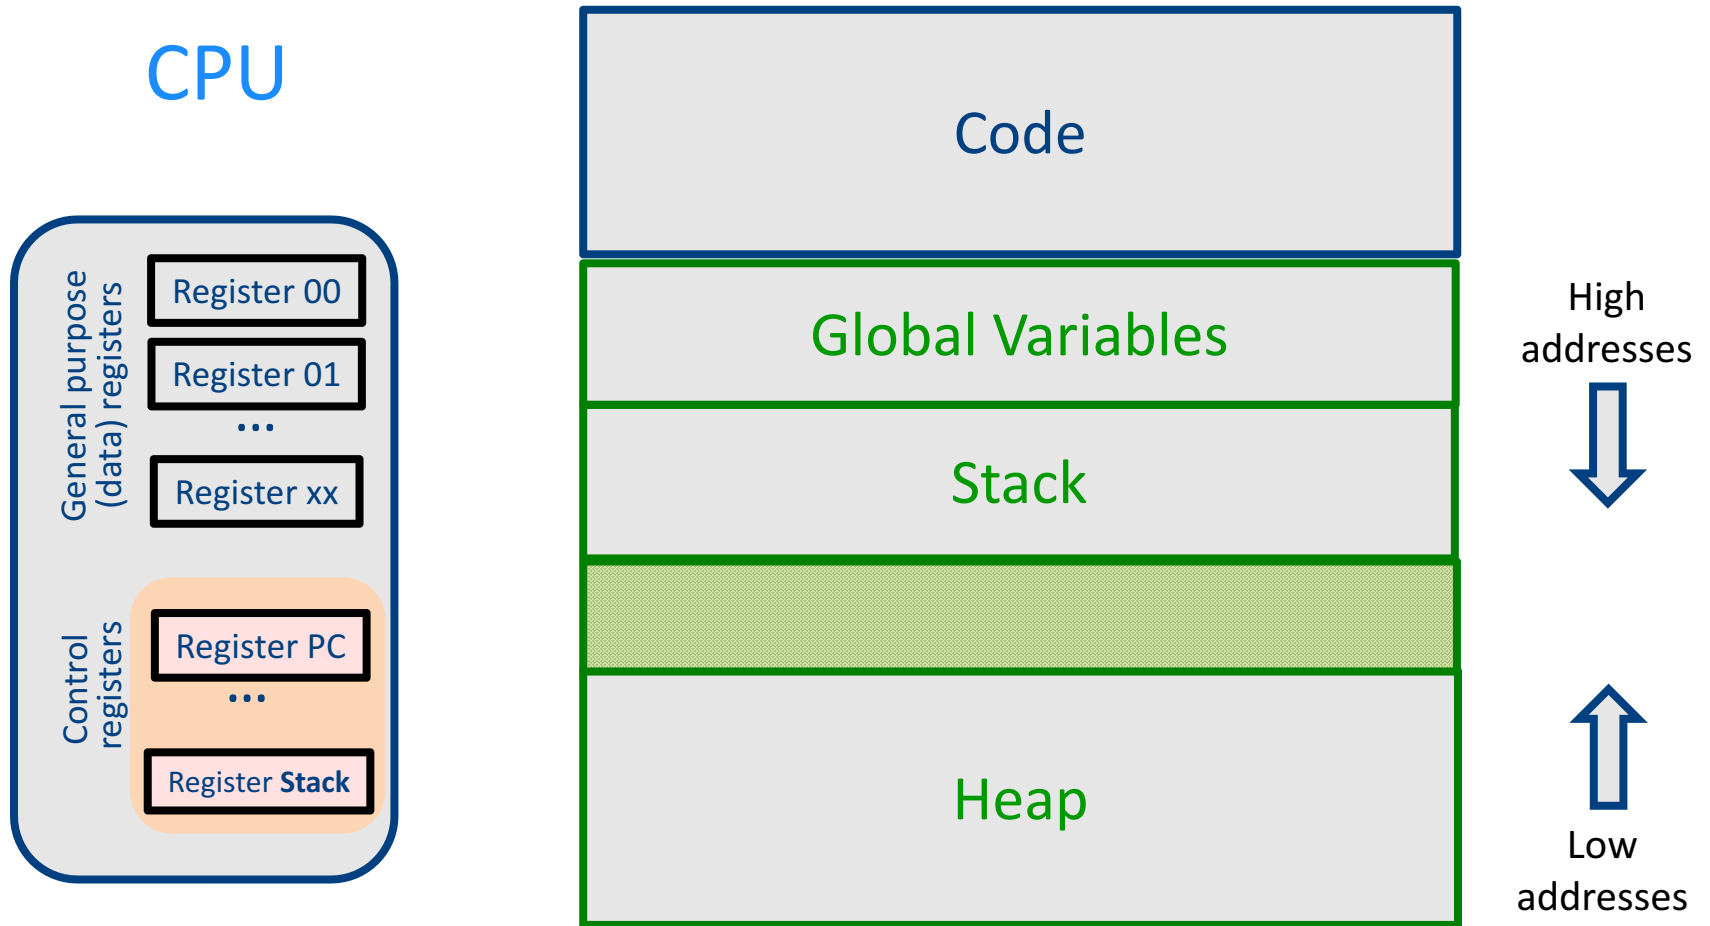 CPU
General purpose
(data) registers
Register 00
Register 01
...
Register xx
Control
registers
Register PC
...
Register Stack
Code
Global Variables
Stack
Heap
High
addresses
Low
addresses